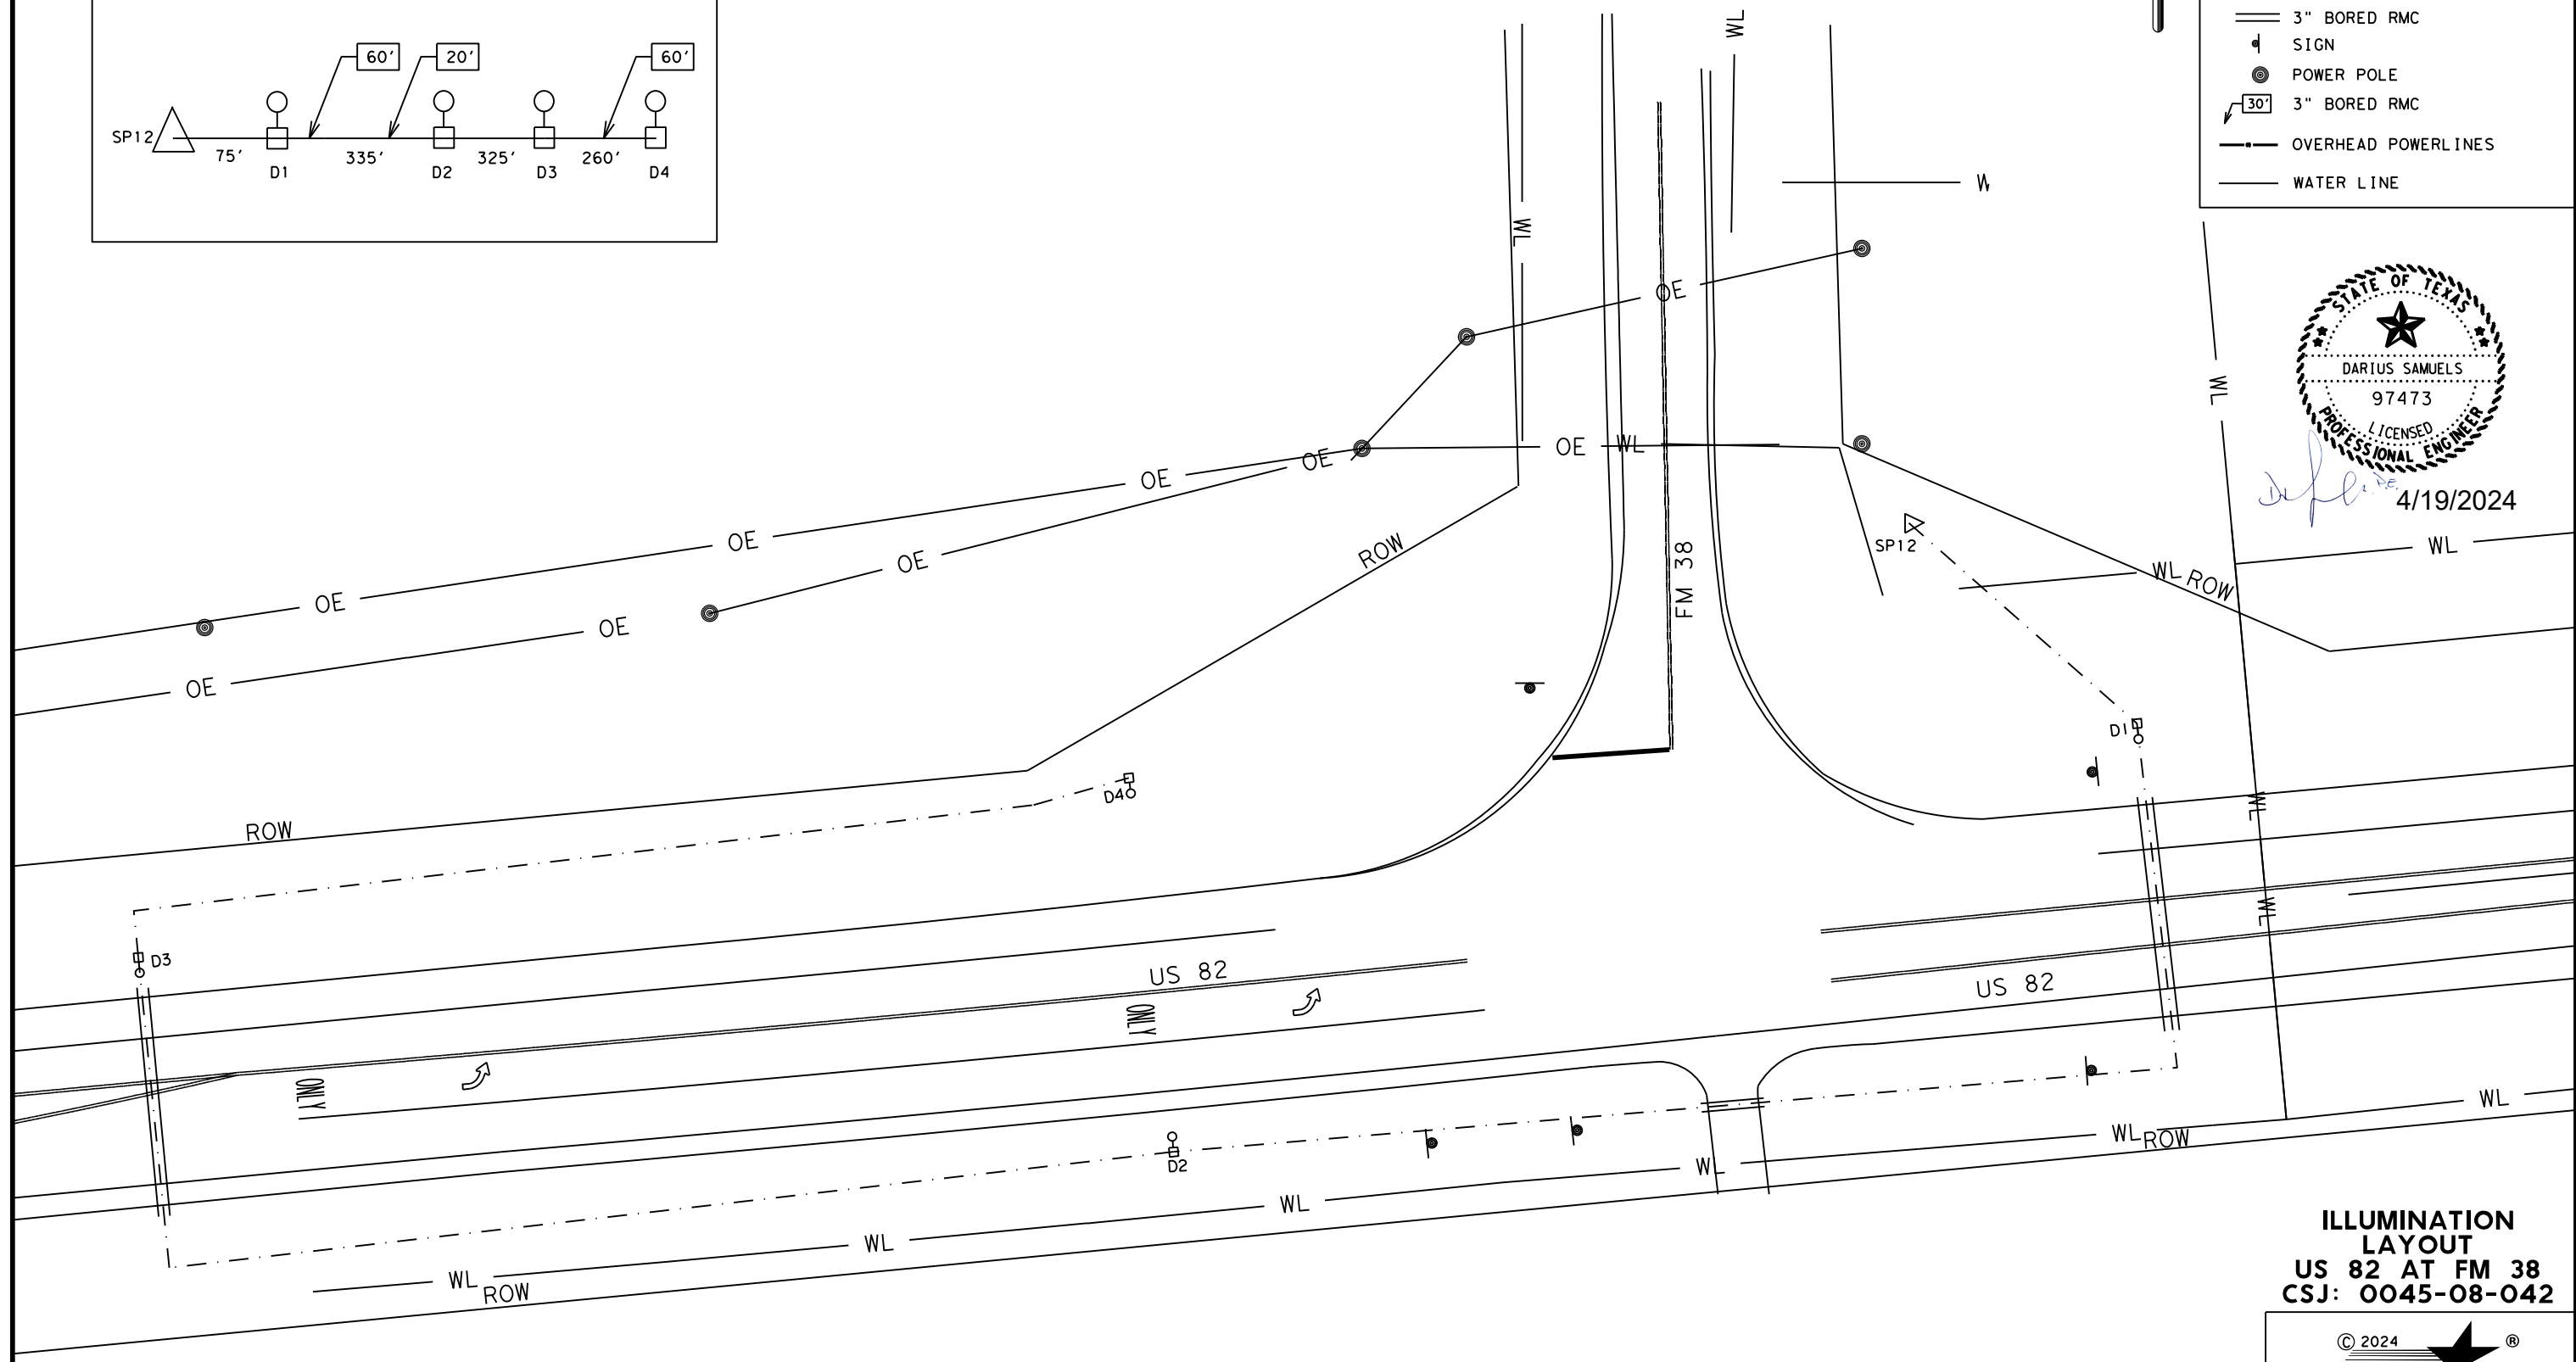 60'
20'
60'
SP12
75'
335'
325'
260'
D1
D2
D3
D4
3" BORED RMC
SIGN
POWER POLE
30'
3" BORED RMC
OVERHEAD POWERLINES
WATER LINE
WL
W
WL
OE
WL
STATE OF TEXAS
DARIUS SAMUELS
97473
LICENSED
PROFESSIONAL ENGINEER
P.E.
4/19/2024
OE
WL
OE
OE
OE
OE
OE
OE
OE
ROW
FM 38
SP12
WL
ROW
WL
D1
D4
ROW
WL
D3
WL
US 82
US 82
ONLY
ONLY
D2
WL
WL
ROW
WL
WL
WL
WL
ROW
ILLUMINATION
LAYOUT
US 82 AT FM 38
CSJ: 0045-08-042
© 2024
®